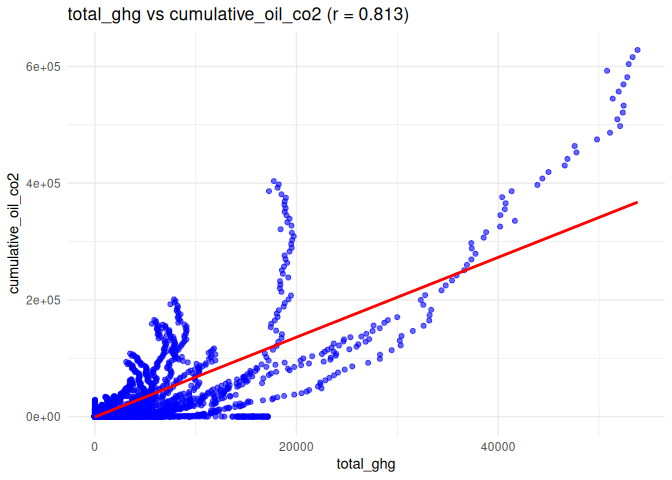 total_ghg vs cumulative_oil_co2 (r = 0.813)
cumulative_oil_co2
6e+05
4e+05
2e+05
0e+00
0
20000
40000
total_ghg